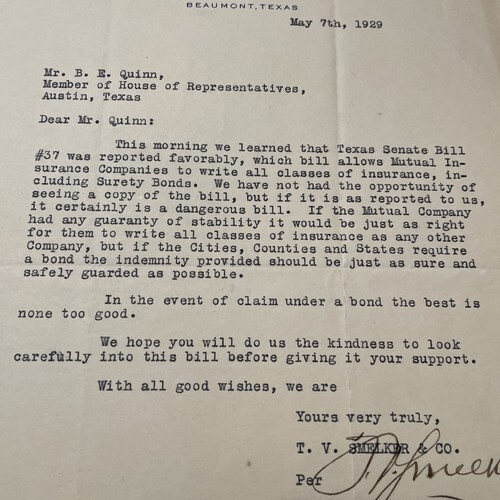 BEAUMONT, TEXAS
May 7th, 1929
Mr. B. E. Quinn,
Member of House of Representatives,
Austin, Texas
Dear Mr. Quinn:
This morning we learned that Texas Senate Bill
#37 was reported favorably, which bill allows Mutual In-
surance Companies to write all classes of insurance, in-
cluding Surety Bonds. We have not had the opportunity of
seeing a copy of the bill, but if it is as reported to us,
it certainly is a dangerous bill. If the Mutual Company
had any guaranty of stability it would be just as right
for them to write all classes of insurance as any other
Company, but if the Cities, Counties and States require
a bond the indemnity provided should be just as sure and
safely guarded as possible.
In the event of claim under a bond the best is
none too good.
We hope you will do us the kindness to look
carefully into this bill before giving it your support.
With all good wishes, we are
Yours very truly,
T. V. SMELKER & CO.
Per T. V. Smelk